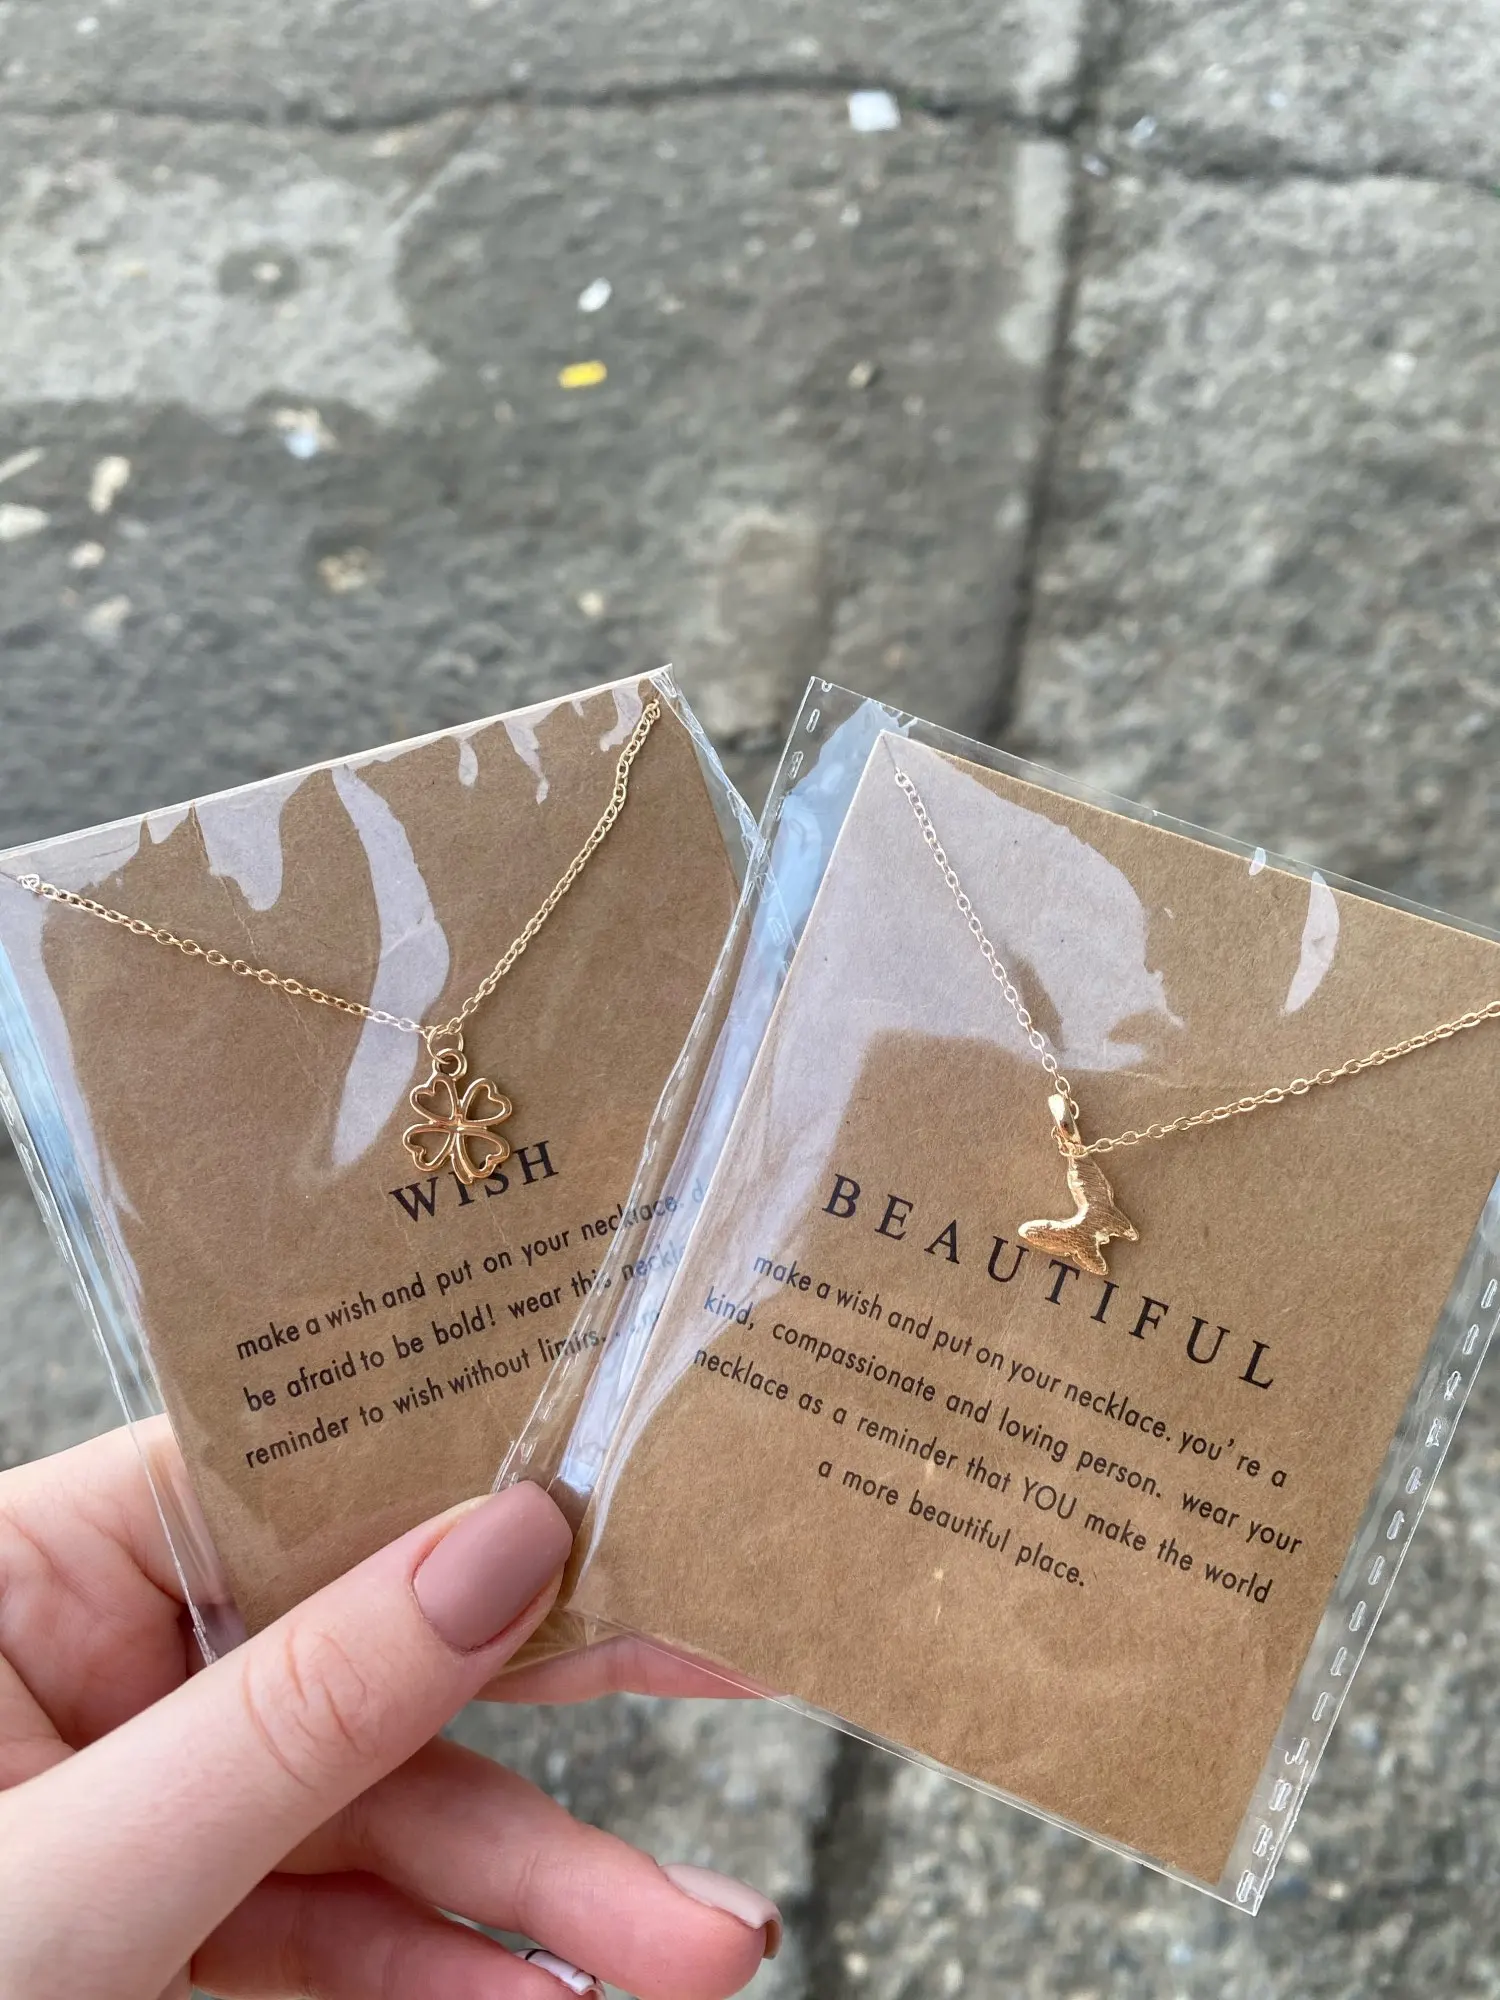 WISH
make a wish and put on your necklace.
be afraid to be bold! wear this
reminder to wish without
BEAUTIFUL
make a wish and put on your necklace. you're a
kind, compassionate and loving person. wear your
necklace as a reminder that YOU make the world
a more beautiful place.